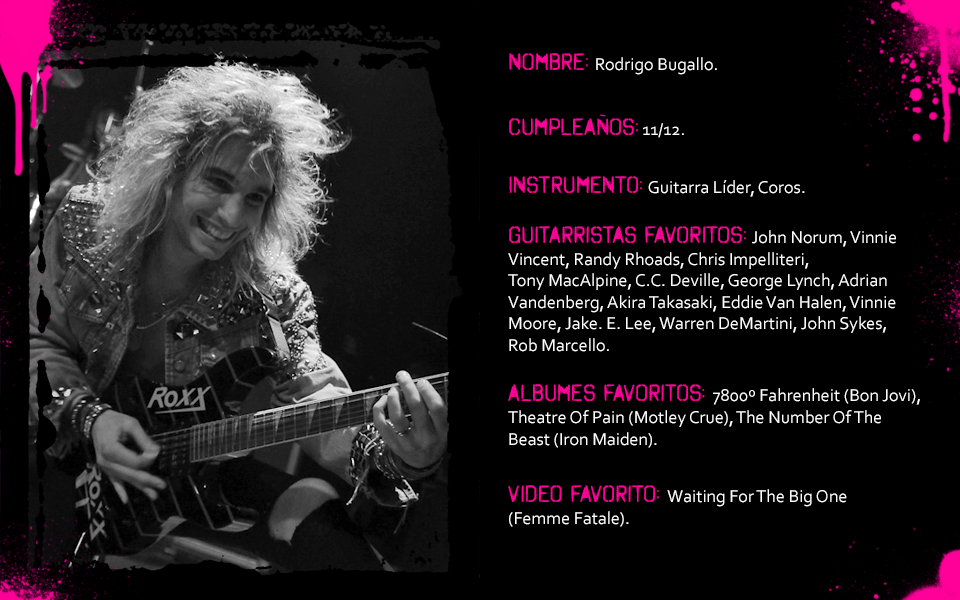 NOMBRE: Rodrigo Bugallo.
CUMPLEAÑOS: 11/12.
INSTRUMENTO: Guitarra Líder, Coros.
GUITARRISTAS FAVORITOS: John Norum, Vinnie
Vincent, Randy Rhoads, Chris Impelliteri,
Tony MacAlpine, C.C. Deville, George Lynch, Adrian
Vandenberg, Akira Takasaki, Eddie Van Halen, Vinnie
Moore, Jake. E. Lee, Warren DeMartini, John Sykes,
Rob Marcello.
ALBUMES FAVORITOS: 7800º Fahrenheit (Bon Jovi),
Theatre Of Pain (Motley Crue), The Number Of The
Beast (Iron Maiden).
VIDEO FAVORITO: Waiting For The Big One
(Femme Fatale).
ROXX
ROXX